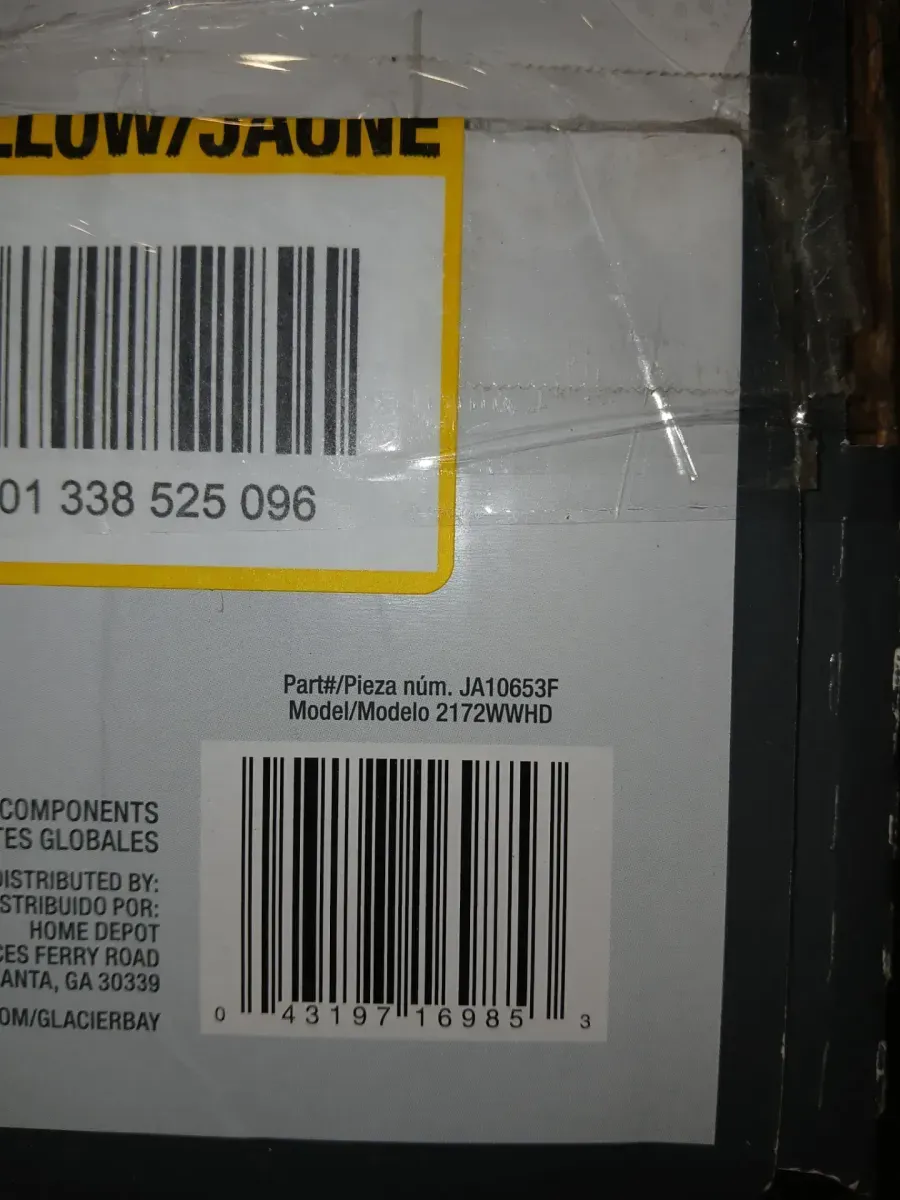 LLOW/JAUNE
01 338 525 096
Part#/Pieza núm. JA10653F
Model/Modelo 2172WWHD
COMPONENTS
TES GLOBALES
DISTRIBUTED BY:
STRIBUIDO POR:
HOME DEPOT
CES FERRY ROAD
ANTA, GA 30339
OM/GLACIERBAY
0 43197 16985 3